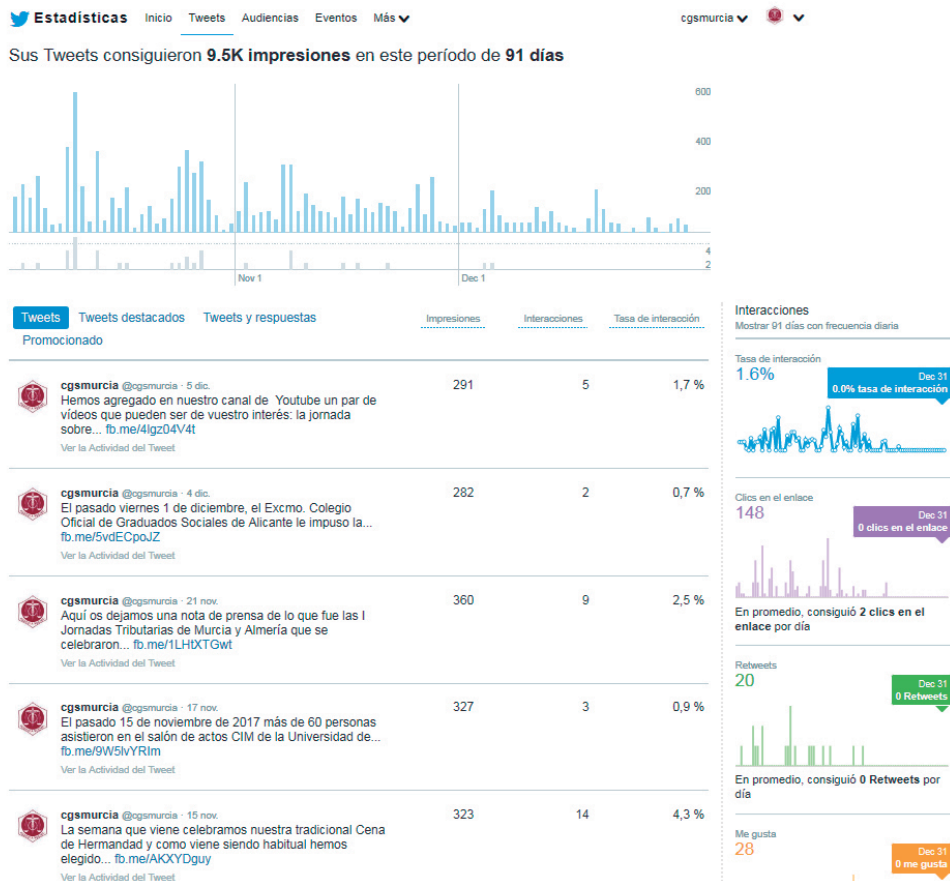 Estadísticas Inicio Tweets Audiencias Eventos Más cgsmurcia
Sus Tweets consiguieron 9.5K impresiones en este período de 91 días
600
400
200
4
2
Nov 1 Dec 1
Tweets Tweets destacados Tweets y respuestas Impresiones Interacciones Tasa de interacción
Promocionado
cgsmurcia @cgsmurcia · 5 dic. 291 5 1,7 %
Hemos agregado en nuestro canal de Youtube un par de
vídeos que pueden ser de vuestro interés: la jornada
sobre... fb.me/4lgz04V4t
Ver la Actividad del Tweet
cgsmurcia @cgsmurcia · 4 dic. 282 2 0,7 %
El pasado viernes 1 de diciembre, el Excmo. Colegio
Oficial de Graduados Sociales de Alicante le impuso la...
fb.me/5vdECpoJZ
Ver la Actividad del Tweet
cgsmurcia @cgsmurcia · 21 nov. 360 9 2,5 %
Aquí os dejamos una nota de prensa de lo que fue las I
Jornadas Tributarias de Murcia y Almería que se
celebraron... fb.me/1LHtXTGwt
Ver la Actividad del Tweet
cgsmurcia @cgsmurcia · 17 nov. 327 3 0,9 %
El pasado 15 de noviembre de 2017 más de 60 personas
asistieron en el salón de actos CIM de la Universidad de...
fb.me/9W5lvYRIm
Ver la Actividad del Tweet
cgsmurcia @cgsmurcia · 15 nov. 323 14 4,3 %
La semana que viene celebramos nuestra tradicional Cena
de Hermandad y como viene siendo habitual hemos
elegido... fb.me/AKXYDguy
Ver la Actividad del Tweet
Interacciones
Mostrar 91 días con frecuencia diaria
Tasa de interacción
1.6%
Dec 31
0.0% tasa de interacción
Clics en el enlace
148
Dec 31
0 clics en el enlace
En promedio, consiguió 2 clics en el
enlace por día
Retweets
20
Dec 31
0 Retweets
En promedio, consiguió 0 Retweets por
día
Me gusta
28
Dec 31
0 me gusta